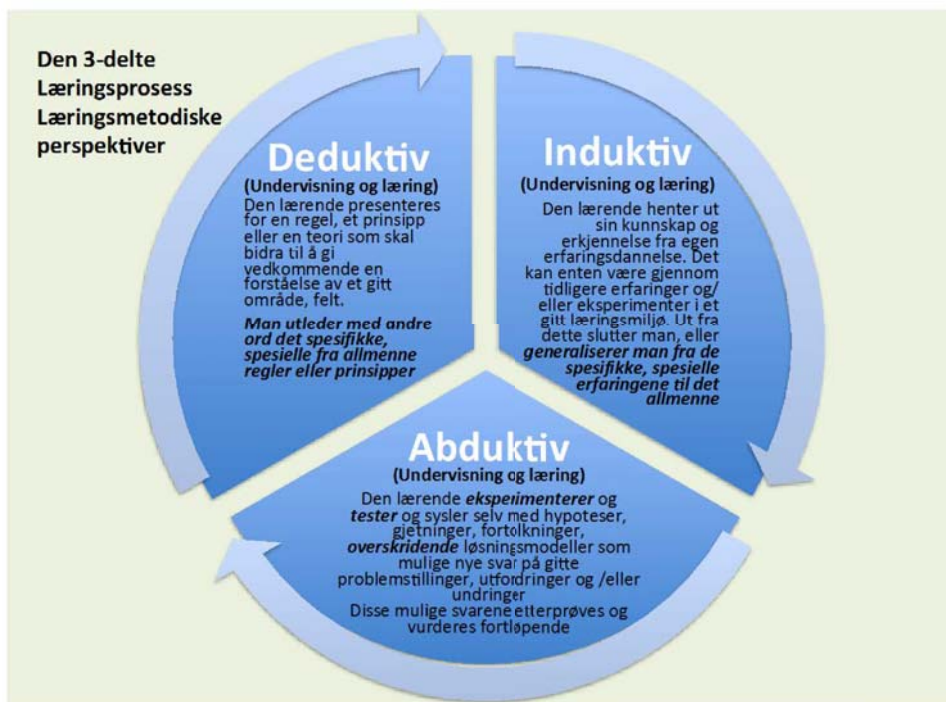 Den 3-delte
Læringsprosess
Læringsmetodiske
perspektiver
Deduktiv
(Undervisning og læring)
Den lærende presenteres
for en regel, et prinsipp
eller en teori som skal
bidra til å gi
vedkommende en
forståelse av et gitt
område, felt.
Man utleder med andre
ord det spesifikke,
spesielle fra allmenne
regler eller prinsipper
Induktiv
(Undervisning og læring)
Den lærende henter ut
sin kunnskap og
erkjennelse fra egen
erfaringsdannelse. Det
kan enten være gjennom
tidligere erfaringer og/
eller eksperimenter i et
gitt læringsmiljø. Ut fra
dette slutter man, eller
generaliserer man fra de
spesifikke, spesielle
erfaringene til det
allmenne
Abduktiv
(Undervisning og læring)
Den lærende eksperimenterer og
tester og sysler selv med hypoteser,
gjetninger, fortolkninger,
overskridende løsningsmodeller som
mulige nye svar på gitte
problemstillinger, utfordringer og /eller
undringer
Disse mulige svarene etterprøves og
vurderes fortløpende